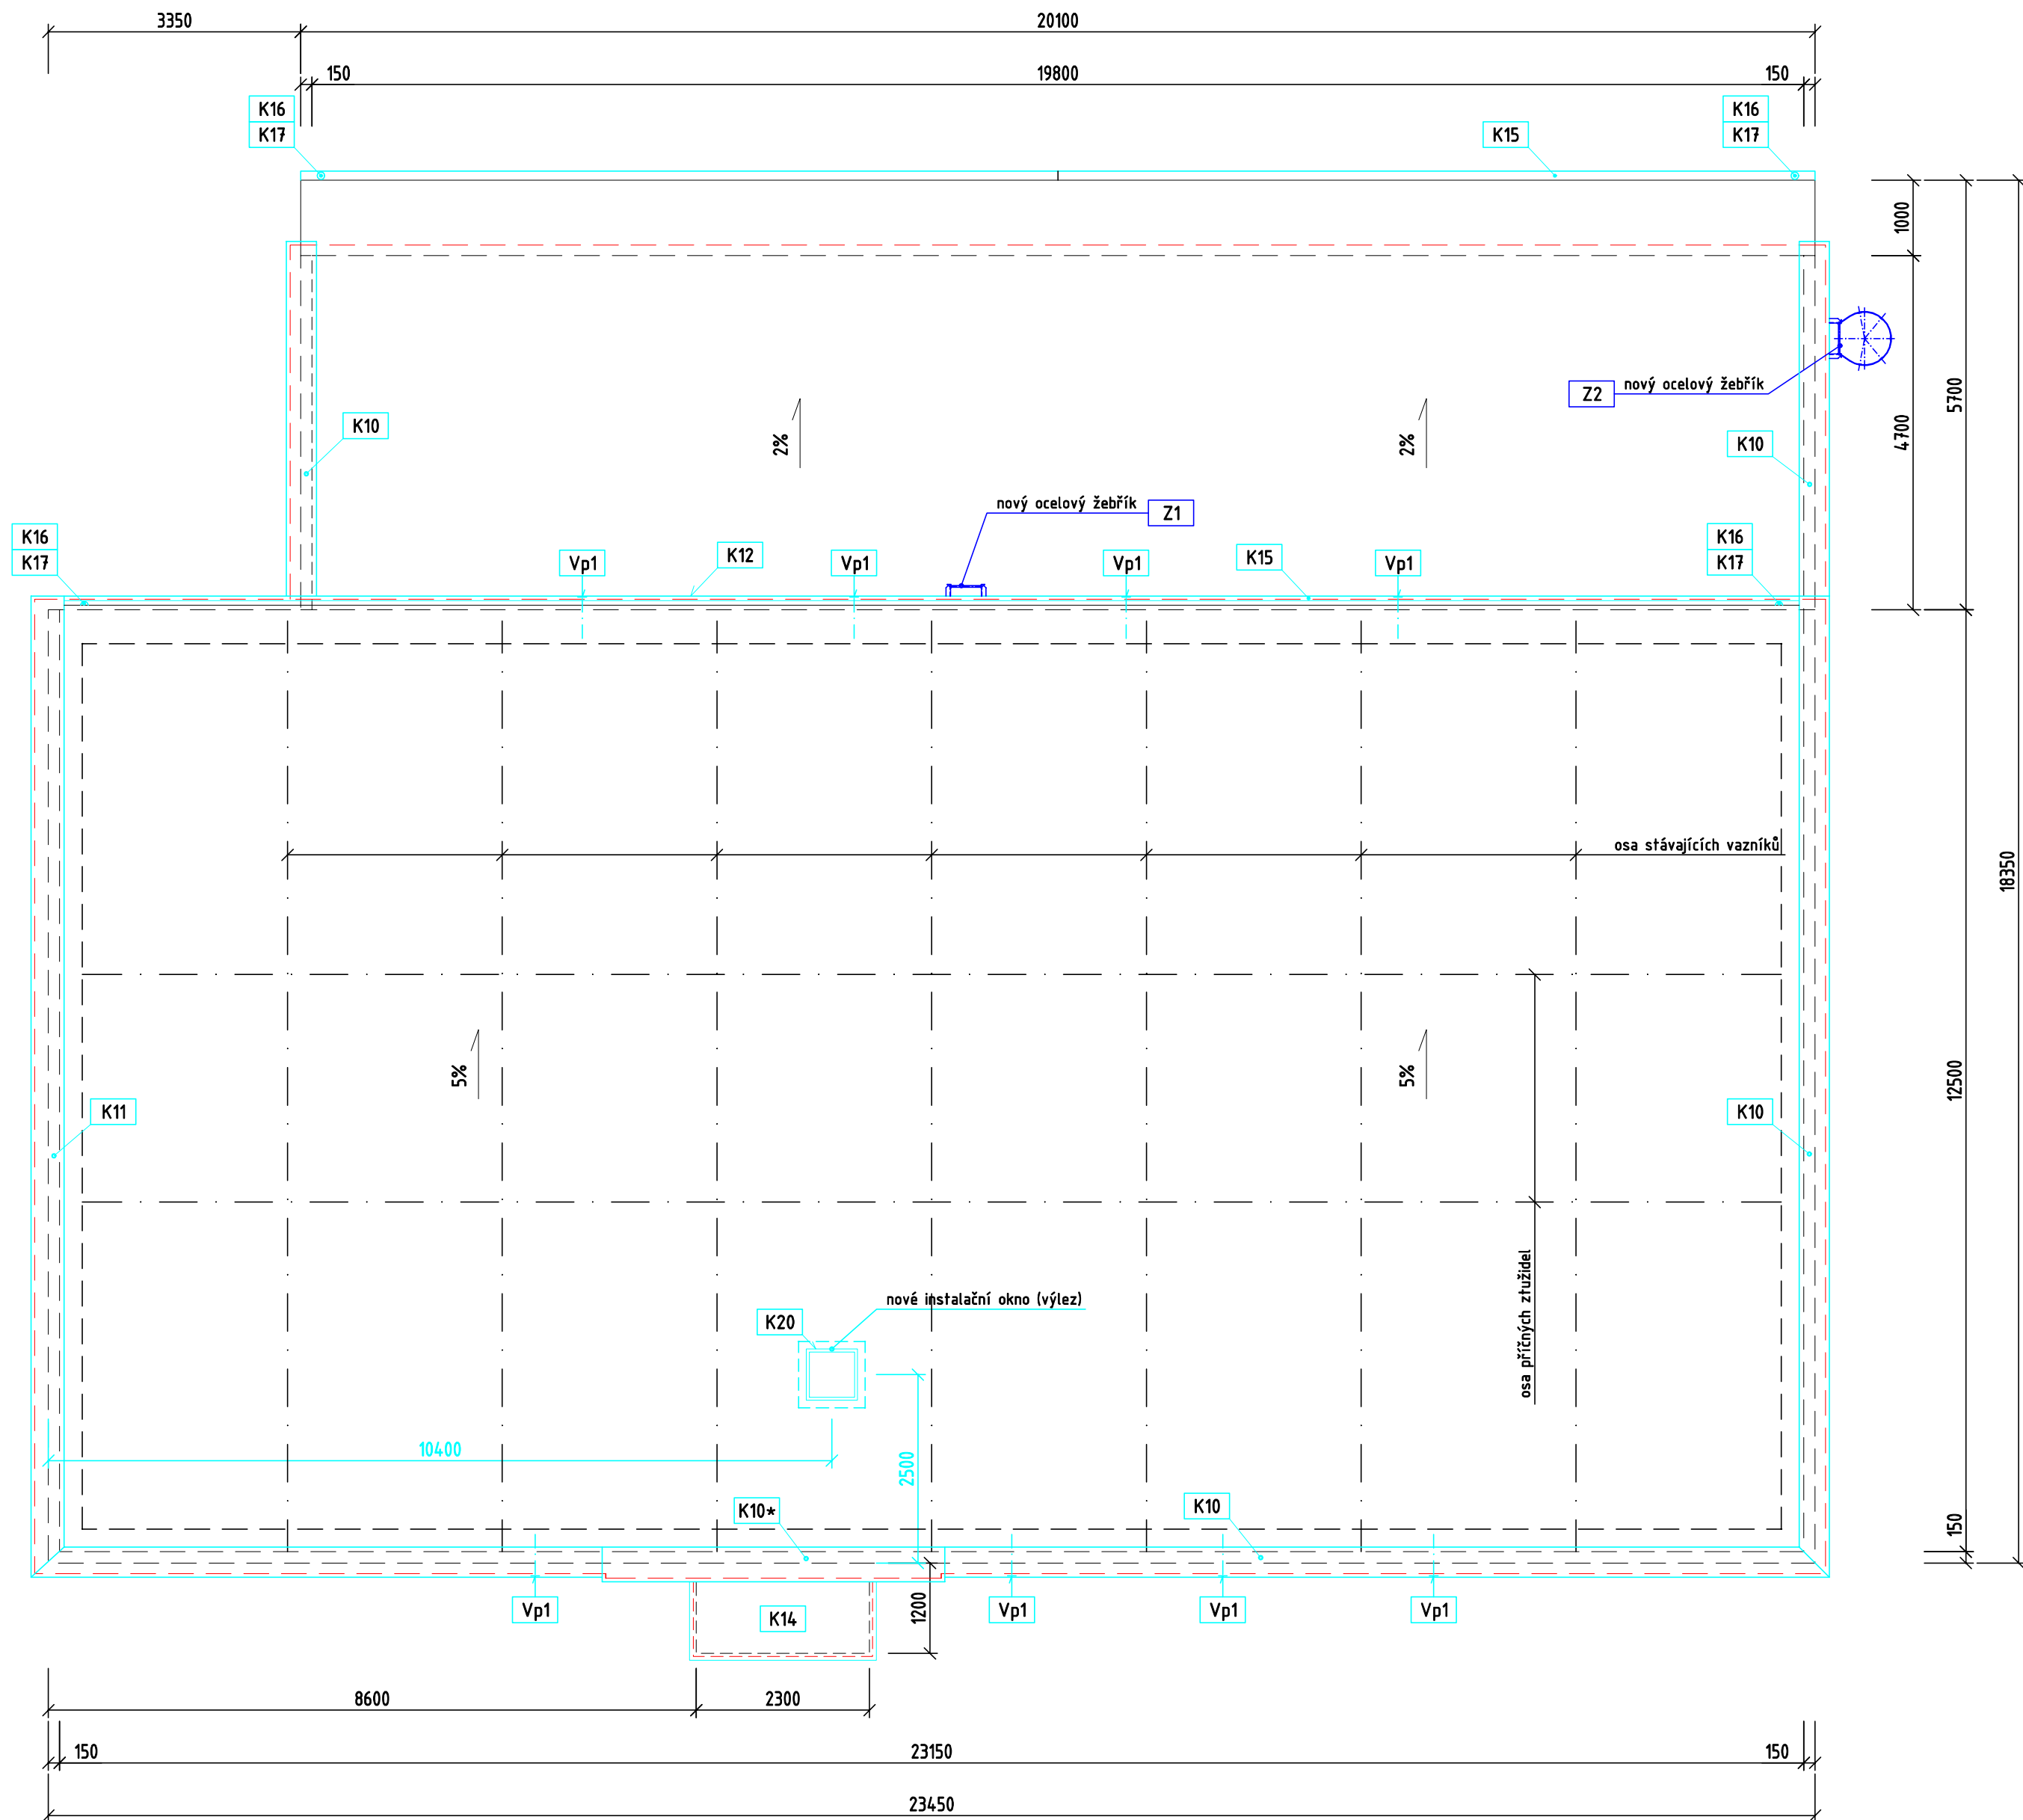 3350
20100
150
19800
150
K16
K17
K15
K16
K17
1000
5700
4700
18350
Z2
nový ocelový žebřík
K10
2%
2%
K10
nový ocelový žebřík
Z1
K16
K17
Vp1
K12
Vp1
Vp1
K15
Vp1
K16
K17
osa stávajících vazníků
5%
5%
12500
K11
K10
osa příčných ztužidel
nové instalační okno (výlez)
K20
10400
2500
K10*
K10
150
Vp1
K14
1200
Vp1
Vp1
Vp1
8600
2300
150
23150
150
23450